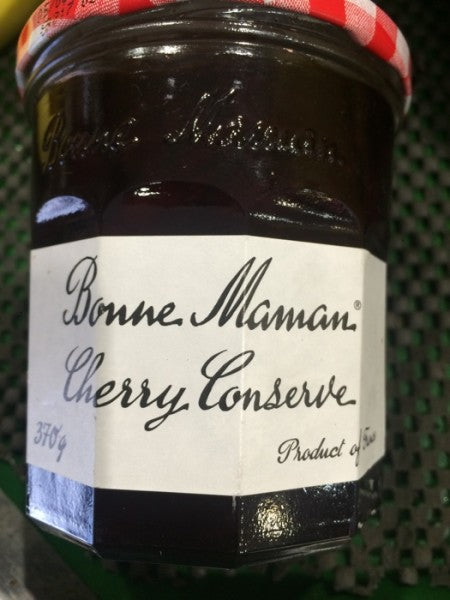 Bonne Maman
Bonne Maman®
Cherry Conserve
370g
Product of